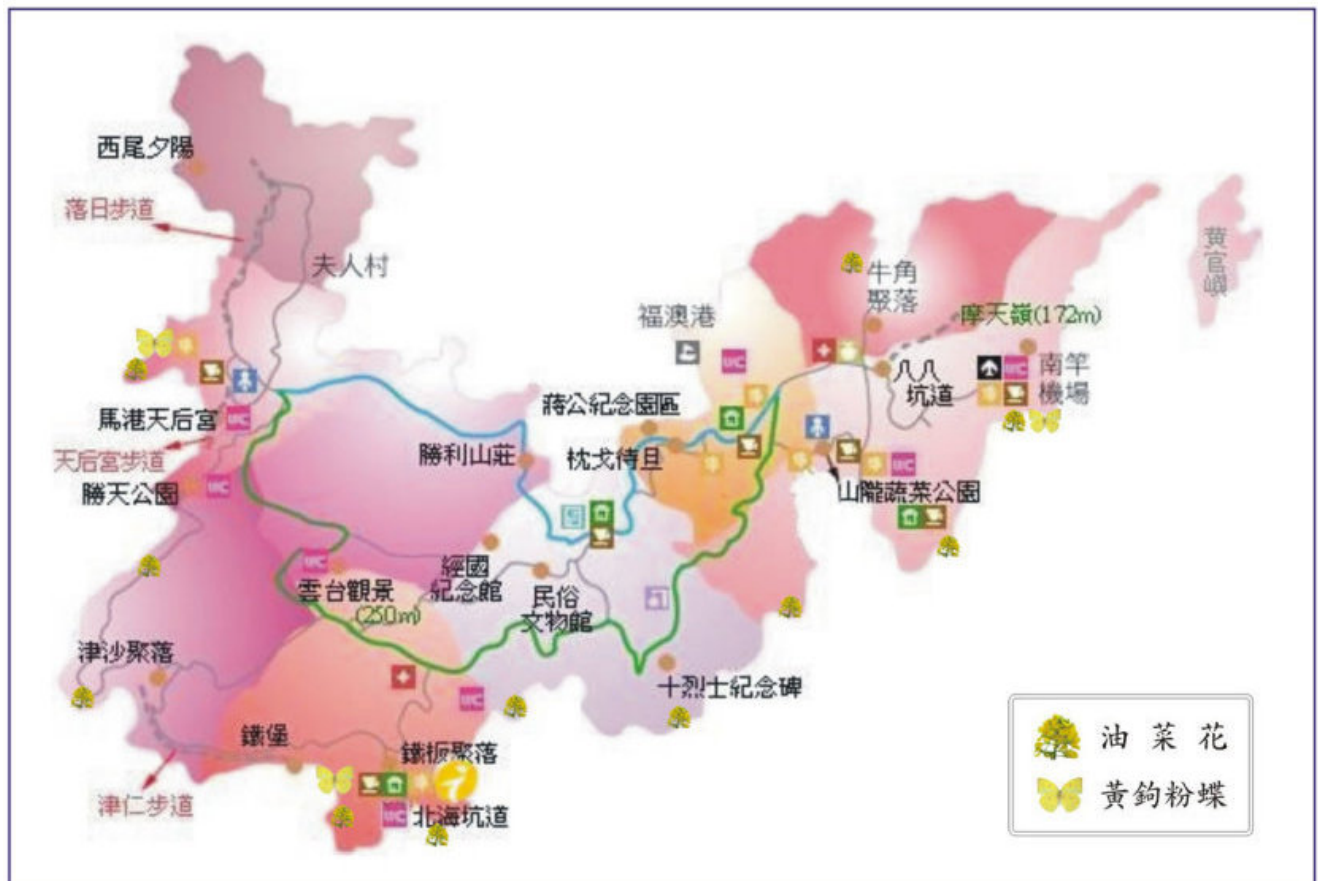 西尾夕陽
落日步道
夫人村
黃官嶼
牛角
聚落
福澳港
摩天嶺(172m)
南竿
機場
八八
坑道
馬港天后宮
天后宮步道
勝天公園
勝利山莊
蔣公紀念園區
枕戈待旦
山隴蔬菜公園
雲台觀景
(250m)
經國
紀念館
民俗
文物館
津沙聚落
十烈士紀念碑
鐵堡
鐵板聚落
津仁步道
北海坑道
油菜花
黃鉤粉蝶